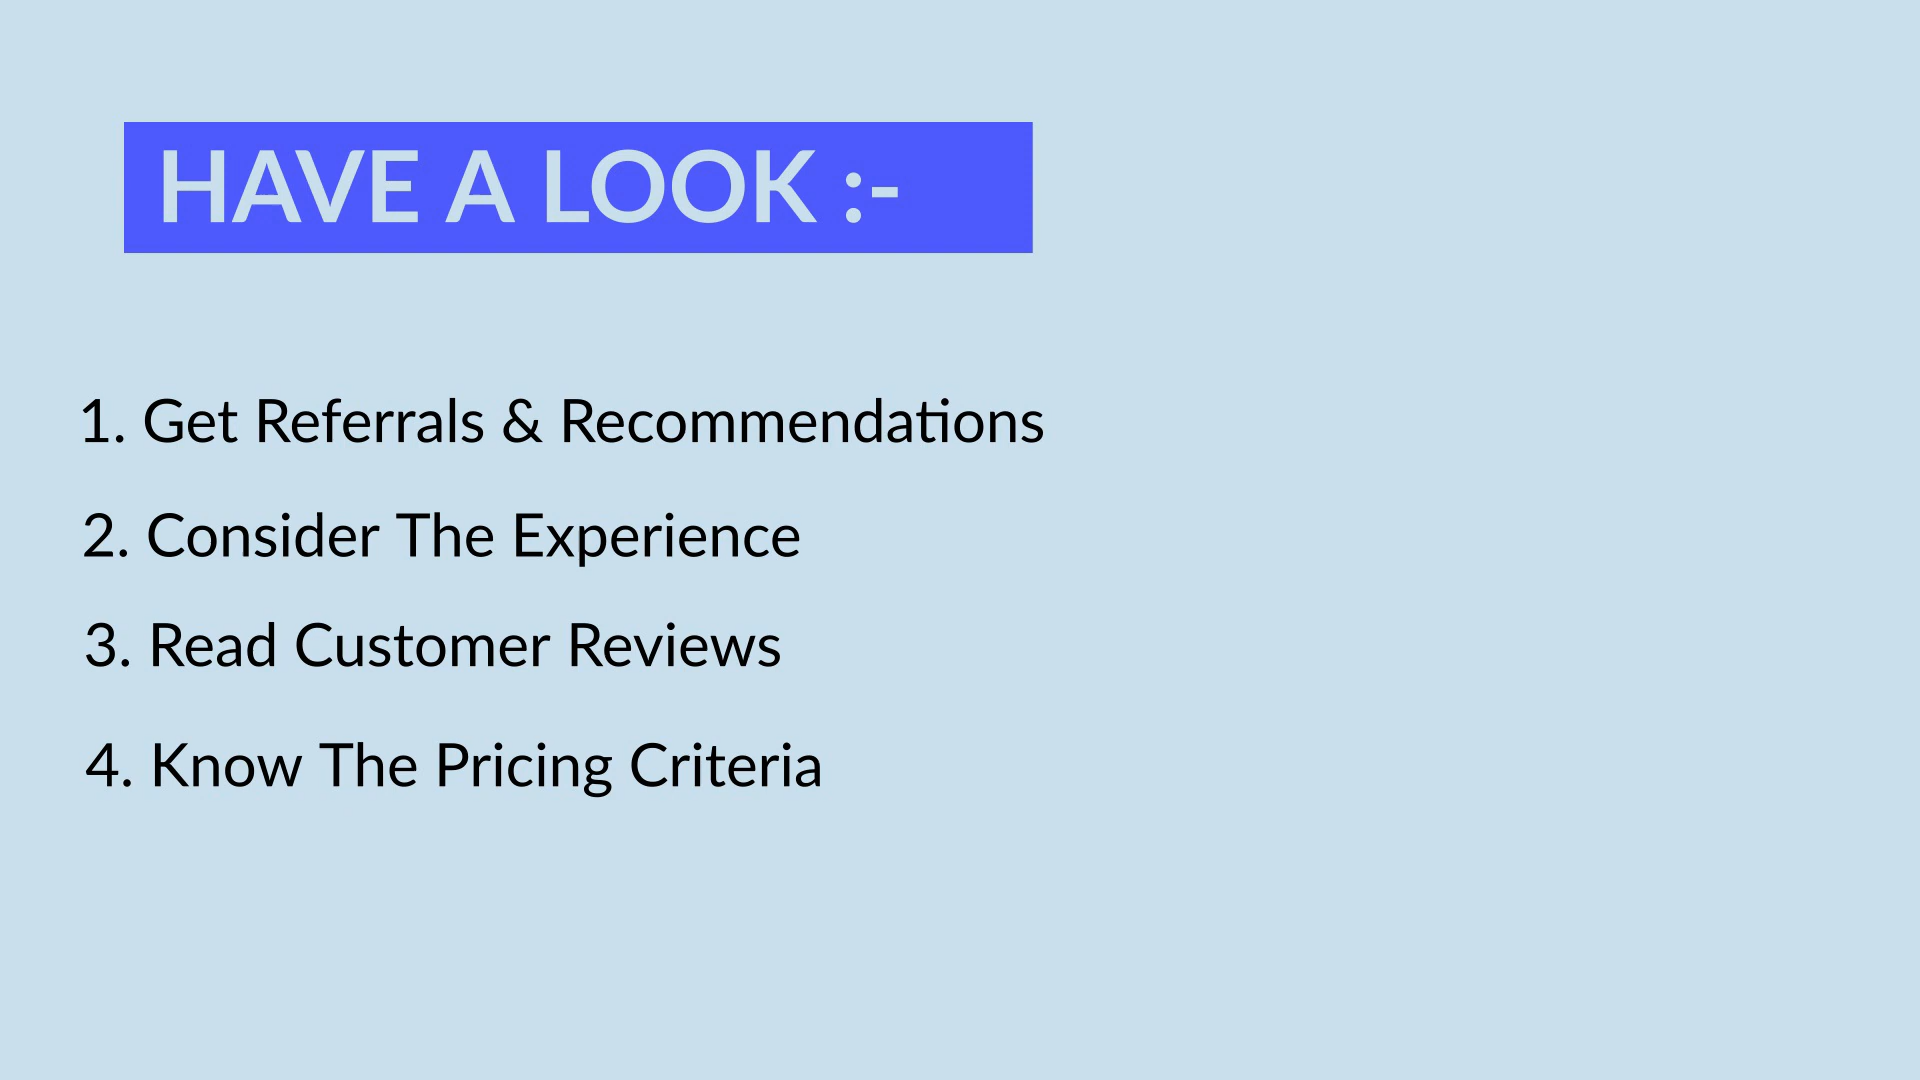 HAVE A LOOK :-
1. Get Referrals & Recommendations
2. Consider The Experience
3. Read Customer Reviews
4. Know The Pricing Criteria